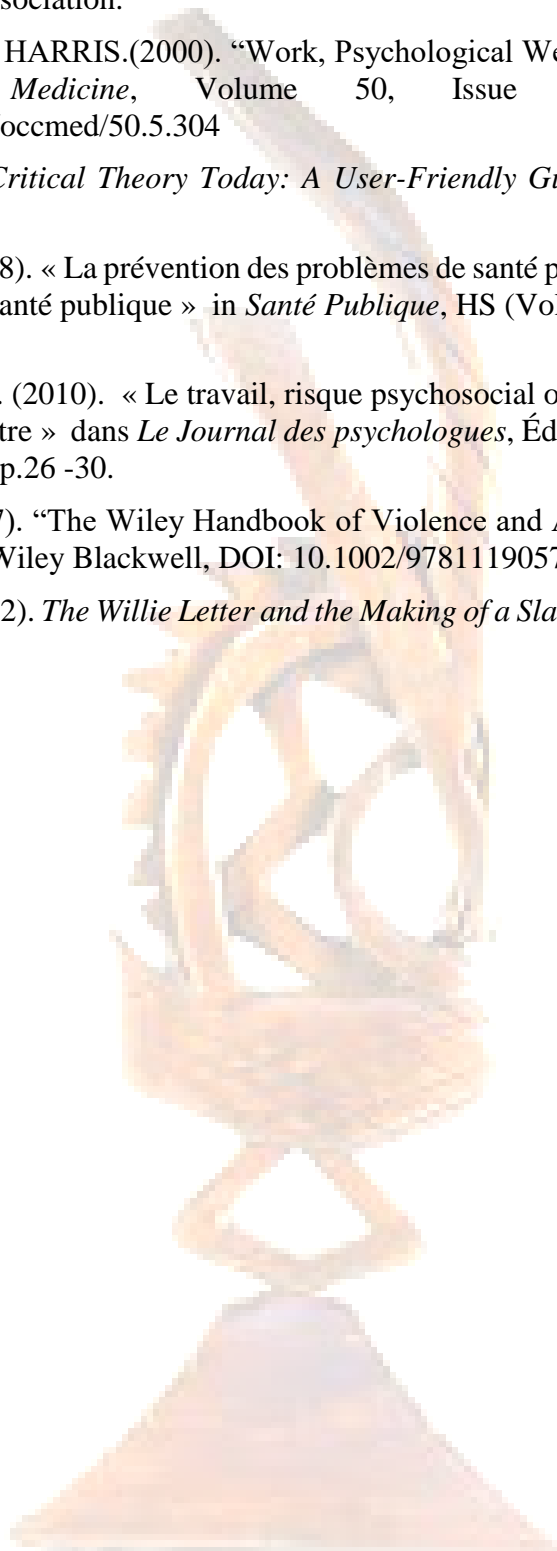 sociation.
HARRIS.(2000). “Work, Psychological We
Medicine, Volume 50, Issue
/occmed/50.5.304
Critical Theory Today: A User-Friendly Gu
8). « La prévention des problèmes de santé p
anté publique » in Santé Publique, HS (Vol
. (2010). « Le travail, risque psychosocial o
tre » dans Le Journal des psychologues, Éd
p.26 -30.
7). “The Wiley Handbook of Violence and A
Wiley Blackwell, DOI: 10.1002/9781119057
2). The Willie Letter and the Making of a Sla